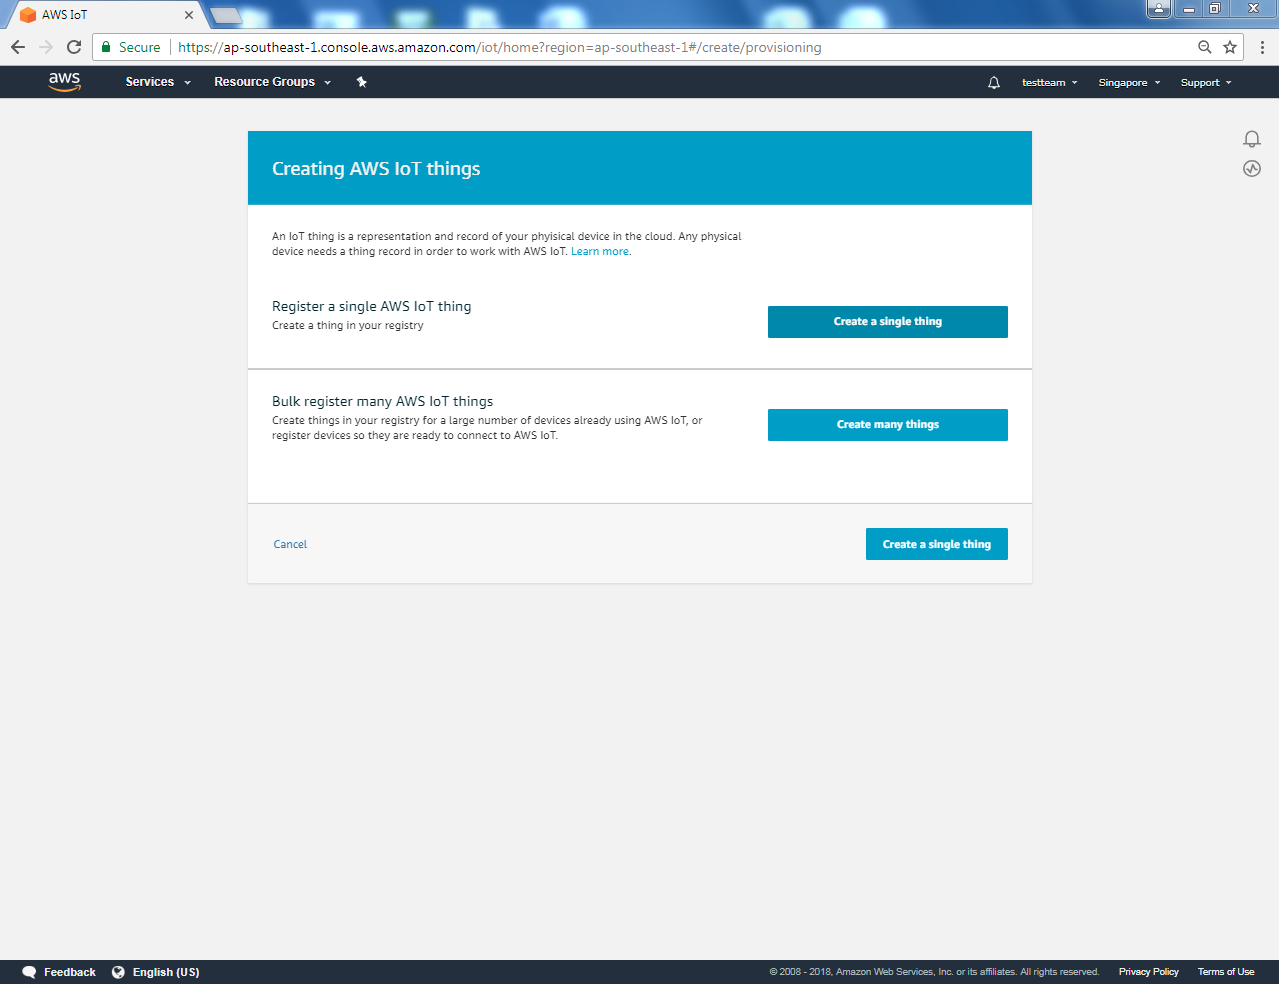 AWS IoT
Secure https://ap-southeast-1.console.aws.amazon.com/iot/home?region=ap-southeast-1#/create/provisioning
aws Services Resource Groups testteam Singapore Support
Creating AWS IoT things
An IoT thing is a representation and record of your phyisical device in the cloud. Any physical
device needs a thing record in order to work with AWS IoT. Learn more.
Register a single AWS IoT thing
Create a thing in your registry
Create a single thing
Bulk register many AWS IoT things
Create things in your registry for a large number of devices already using AWS IoT, or
register devices so they are ready to connect to AWS IoT.
Create many things
Cancel
Create a single thing
Feedback English (US) © 2008 - 2018, Amazon Web Services, Inc. or its affiliates. All rights reserved. Privacy Policy Terms of Use